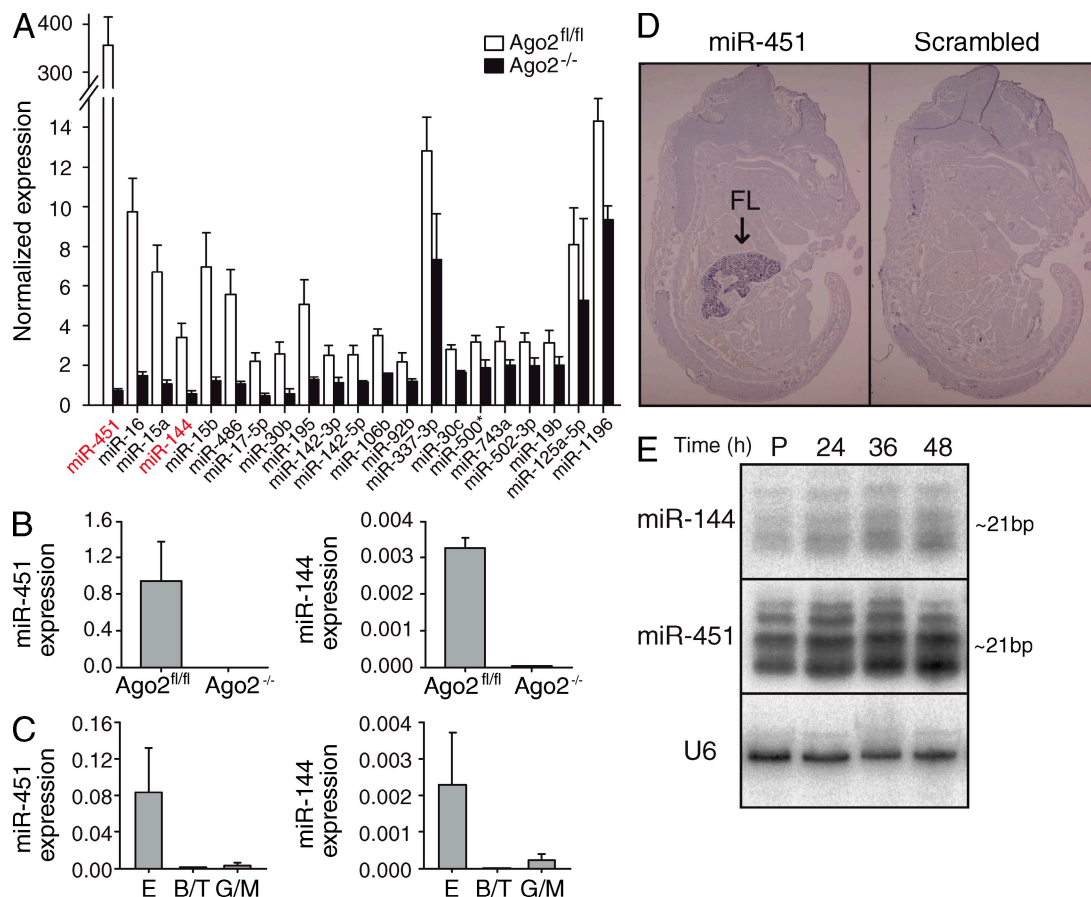 A
400
300
14
12
10
8
6
4
2
0
Normalized expression
Ago2fl/fl
Ago2-/-
miR-451
miR-16
miR-15a
miR-144
miR-15b
miR-486
miR-17-5p
miR-30b
miR-195
miR-142-3p
miR-142-5p
miR-106b
miR-92b
miR-337-3p
miR-30c
miR-500*
miR-743a
miR-502-3p
miR-19b
miR-125a-5p
miR-1196
B
miR-451
expression
1.6
1.2
0.8
0.4
0.0
Ago2fl/fl
Ago2-/-
miR-144
expression
0.004
0.003
0.002
0.001
0.000
Ago2fl/fl
Ago2-/-
C
miR-451
expression
0.16
0.12
0.08
0.04
0.00
E B/T G/M
miR-144
expression
0.004
0.003
0.002
0.001
0.000
E B/T G/M
D
miR-451
Scrambled
FL
E
Time (h) P 24 36 48
miR-144
~21bp
miR-451
~21bp
U6